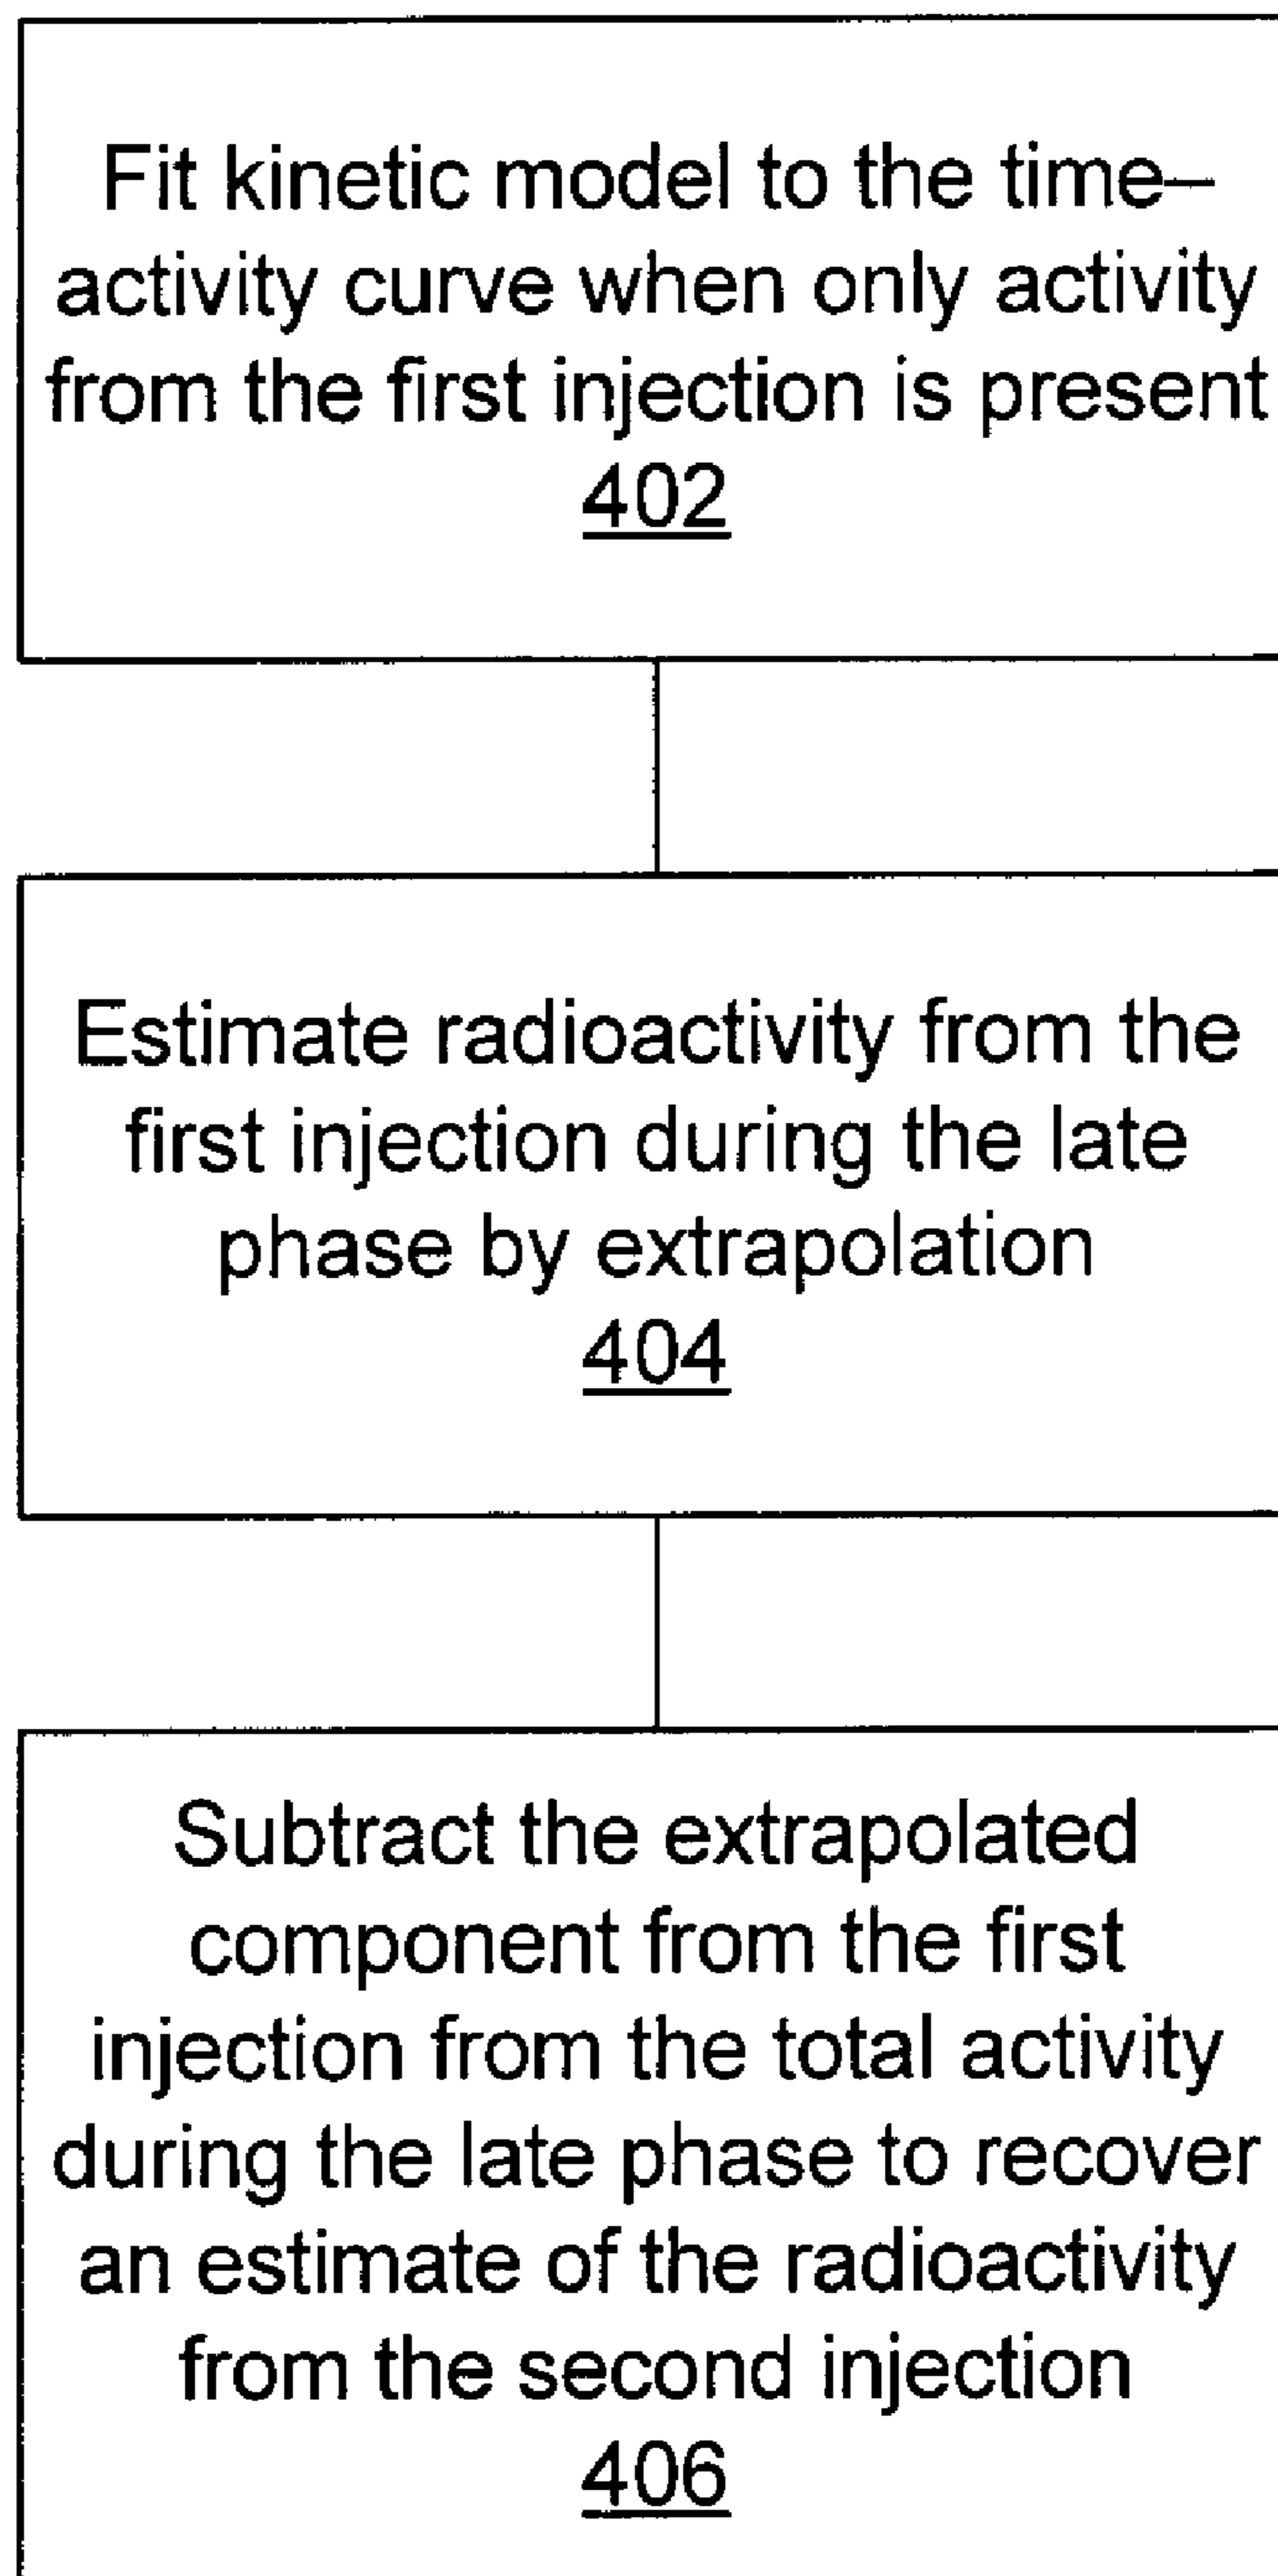 Fit kinetic model to the time–
activity curve when only activity
from the first injection is present
402
Estimate radioactivity from the
first injection during the late
phase by extrapolation
404
Subtract the extrapolated
component from the first
injection from the total activity
during the late phase to recover
an estimate of the radioactivity
from the second injection
406